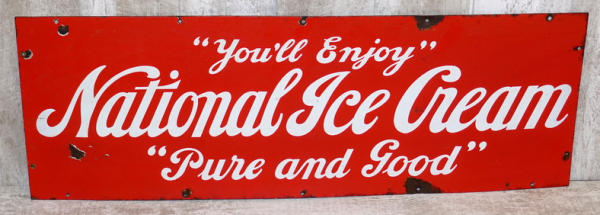 "You'll Enjoy"
National Ice Cream
"Pure and Good"